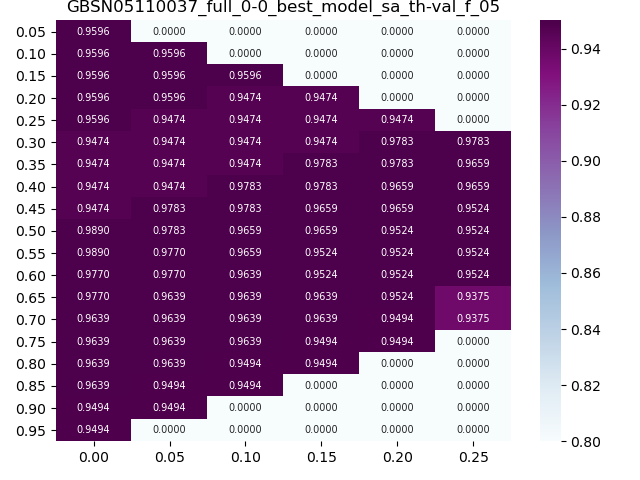 GBSN05110037_full_0-0_best_model_sa_th-val_f_05
0.05 0.9596 0.0000 0.0000 0.0000 0.0000 0.0000
0.10 0.9596 0.9596 0.0000 0.0000 0.0000 0.0000
0.15 0.9596 0.9596 0.9596 0.0000 0.0000 0.0000
0.20 0.9596 0.9596 0.9474 0.9474 0.0000 0.0000
0.25 0.9596 0.9474 0.9474 0.9474 0.9474 0.0000
0.30 0.9474 0.9474 0.9474 0.9474 0.9783 0.9783
0.35 0.9474 0.9474 0.9474 0.9783 0.9783 0.9659
0.40 0.9474 0.9474 0.9783 0.9783 0.9659 0.9659
0.45 0.9474 0.9783 0.9783 0.9659 0.9659 0.9524
0.50 0.9890 0.9783 0.9659 0.9659 0.9524 0.9524
0.55 0.9890 0.9770 0.9659 0.9524 0.9524 0.9524
0.60 0.9770 0.9770 0.9639 0.9524 0.9524 0.9524
0.65 0.9770 0.9639 0.9639 0.9639 0.9524 0.9375
0.70 0.9639 0.9639 0.9639 0.9639 0.9494 0.9375
0.75 0.9639 0.9639 0.9639 0.9494 0.9494 0.0000
0.80 0.9639 0.9639 0.9494 0.9494 0.0000 0.0000
0.85 0.9639 0.9494 0.9494 0.0000 0.0000 0.0000
0.90 0.9494 0.9494 0.0000 0.0000 0.0000 0.0000
0.95 0.9494 0.0000 0.0000 0.0000 0.0000 0.0000
0.00 0.05 0.10 0.15 0.20 0.25
0.94
0.92
0.90
0.88
0.86
0.84
0.82
0.80